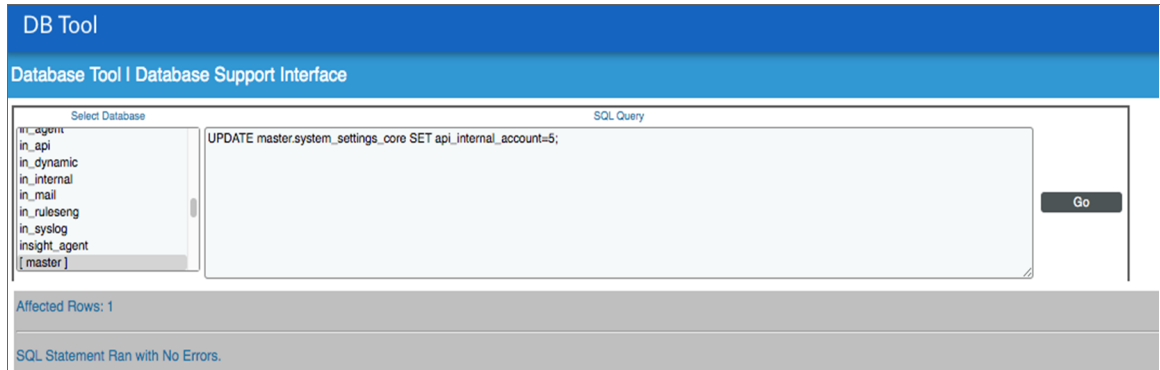 DB Tool
Database Tool I Database Support Interface
Select Database
SQL Query
in_agent
in_api
in_dynamic
in_internal
in_mail
in_ruleseng
in_syslog
insight_agent
[ master ]
UPDATE master.system_settings_core SET api_internal_account=5;
Go
Affected Rows: 1
SQL Statement Ran with No Errors.